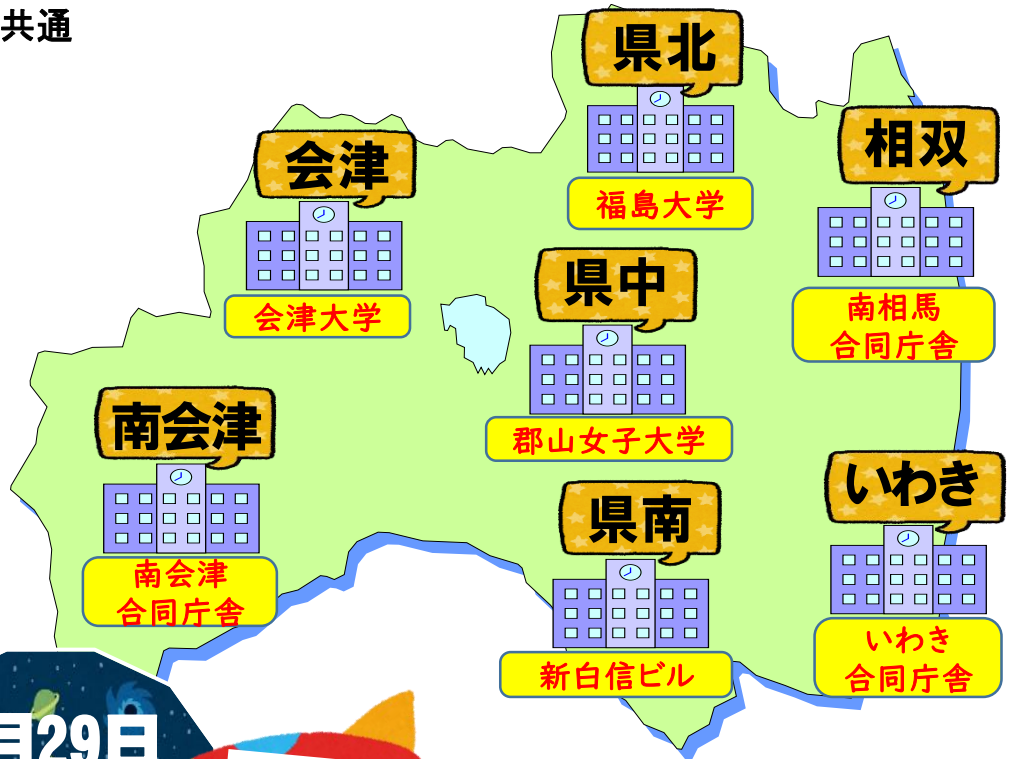 共通
県北
福島大学
相双
南相馬
合同庁舎
会津
会津大学
県中
郡山女子大学
南会津
南会津
合同庁舎
県南
新白信ビル
いわき
いわき
合同庁舎
月29日